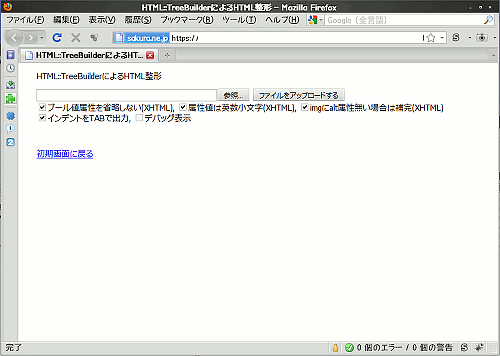 HTML::TreeBuilderによるHTML整形 - Mozilla Firefox
ファイル(F) 編集(E) 表示(V) 履歴(S) ブックマーク(B) ツール(T) ヘルプ(H) Google (全言語)
sakura.ne.jp https:/ 1
HTML::TreeBuilderによるHT...
HTML::TreeBuilderによるHTML整形
参照... ファイルをアップロードする
ブール値属性を省略しない(XHTML), 属性値は英数小文字(XHTML), imgにalt属性無い場合は補完(XHTML)
インデントをTABで出力, デバッグ表示
初期画面に戻る
完了 0 個のエラー / 0 個の警告